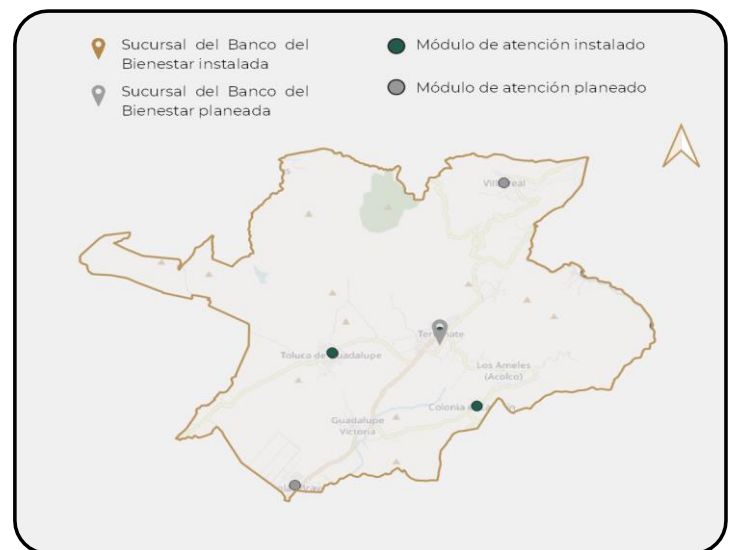 Sucursal del Banco del
Bienestar instalada
Módulo de atención instalado
Sucursal del Banco del
Bienestar planeada
Módulo de atención planeado
Toluca de Guadalupe
Los Ameles
(Acolco)
Colonia
Guadalupe
Victoria